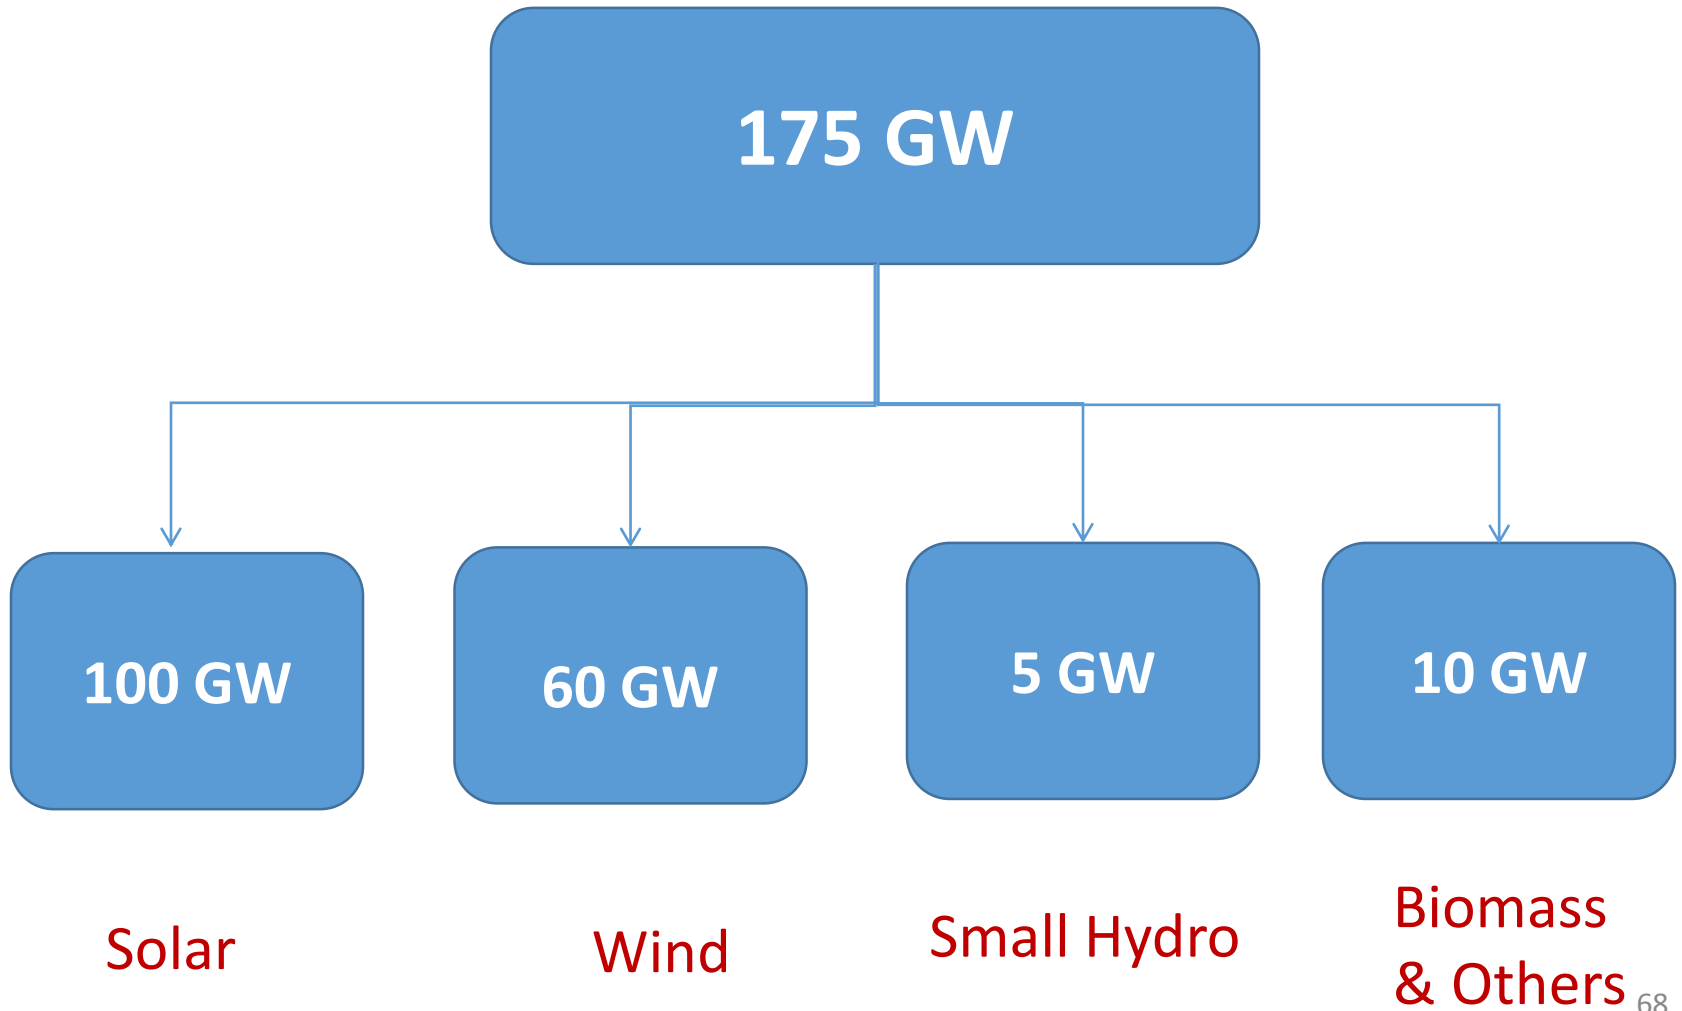 175 GW
100 GW
60 GW
5 GW
10 GW
Solar
Wind
Small Hydro
Biomass
& Others
68